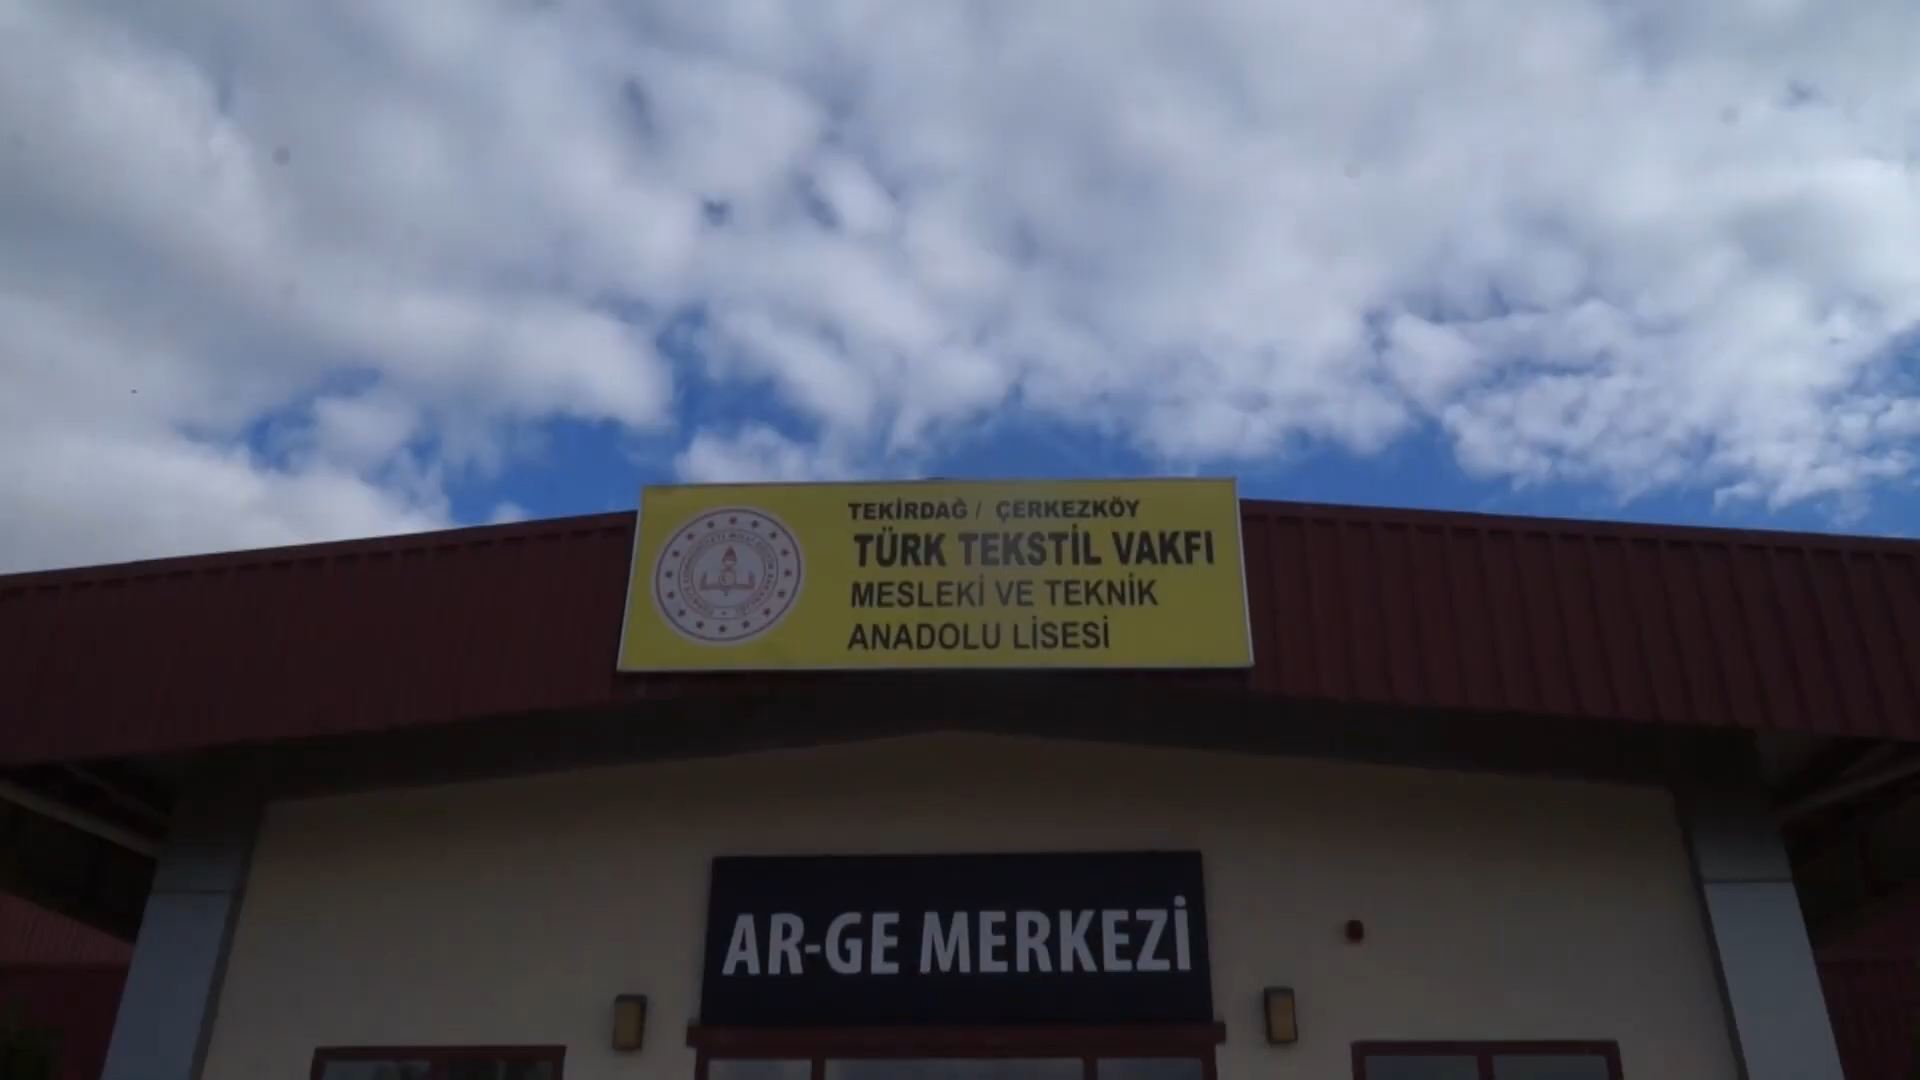 TEKİRDAĞ / ÇERKEZKÖY
TÜRK TEKSTİL VAKFI
MESLEKİ VE TEKNİK
ANADOLU LİSESİ
AR-GE MERKEZİ